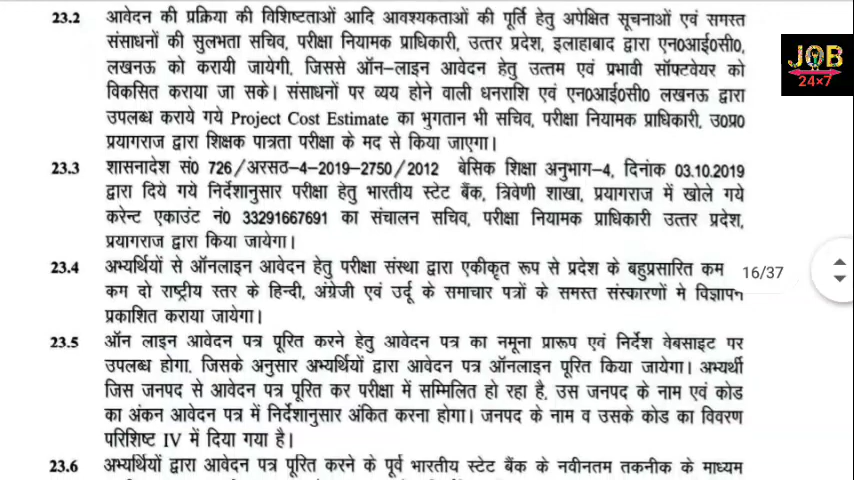 23.2 आवेदन की प्रक्रिया की विशिष्टताओं आदि आवश्यकताओं की पूर्ति हेतु अपेक्षित सूचनाओं एवं समस्त
संसाधनों की सुलभता सचिव, परीक्षा नियामक प्राधिकारी, उत्तर प्रदेश, इलाहाबाद द्वारा एन0आई0सी0,
लखनऊ को करायी जायेगी, जिससे ऑन-लाइन आवेदन हेतु उत्तम एवं प्रभावी सॉफ्टवेयर को
विकसित कराया जा सके। संसाधनों पर व्यय होने वाली धनराशि एवं एन0आई0सी0 लखनऊ द्वारा
उपलब्ध कराये गये Project Cost Estimate का भुगतान भी सचिव, परीक्षा नियामक प्राधिकारी, उ0प्र0
प्रयागराज द्वारा शिक्षक पात्रता परीक्षा के मद से किया जाएगा।
23.3 शासनादेश सं0 726/अरसठ-4-2019-2750/2012 बेसिक शिक्षा अनुभाग-4, दिनांक 03.10.2019
द्वारा दिये गये निर्देशानुसार परीक्षा हेतु भारतीय स्टेट बैंक, त्रिवेणी शाखा, प्रयागराज में खोले गये
करेन्ट एकाउंट नं0 33291667691 का संचालन सचिव, परीक्षा नियामक प्राधिकारी उत्तर प्रदेश,
प्रयागराज द्वारा किया जायेगा।
23.4 अभ्यर्थियों से ऑनलाइन आवेदन हेतु परीक्षा संस्था द्वारा एकीकृत रूप से प्रदेश के बहुप्रसारित कम
कम दो राष्ट्रीय स्तर के हिन्दी, अंग्रेजी एवं उर्दू के समाचार पत्रों के समस्त संस्करणों मे विज्ञापन
प्रकाशित कराया जायेगा।
23.5 ऑन लाइन आवेदन पत्र पूरित करने हेतु आवेदन पत्र का नमूना प्रारूप एवं निर्देश वेबसाइट पर
उपलब्ध होगा, जिसके अनुसार अभ्यर्थियों द्वारा आवेदन पत्र ऑनलाइन पूरित किया जायेगा। अभ्यर्थी
जिस जनपद से आवेदन पत्र पूरित कर परीक्षा में सम्मिलित हो रहा है, उस जनपद के नाम एवं कोड
का अंकन आवेदन पत्र में निर्देशानुसार अंकित करना होगा। जनपद के नाम व उसके कोड का विवरण
परिशिष्ट IV में दिया गया है।
23.6 अभ्यर्थियों द्वारा आवेदन पत्र पूरित करने के पूर्व भारतीय स्टेट बैंक के नवीनतम तकनीक के माध्यम
JOB
24×7
16/37